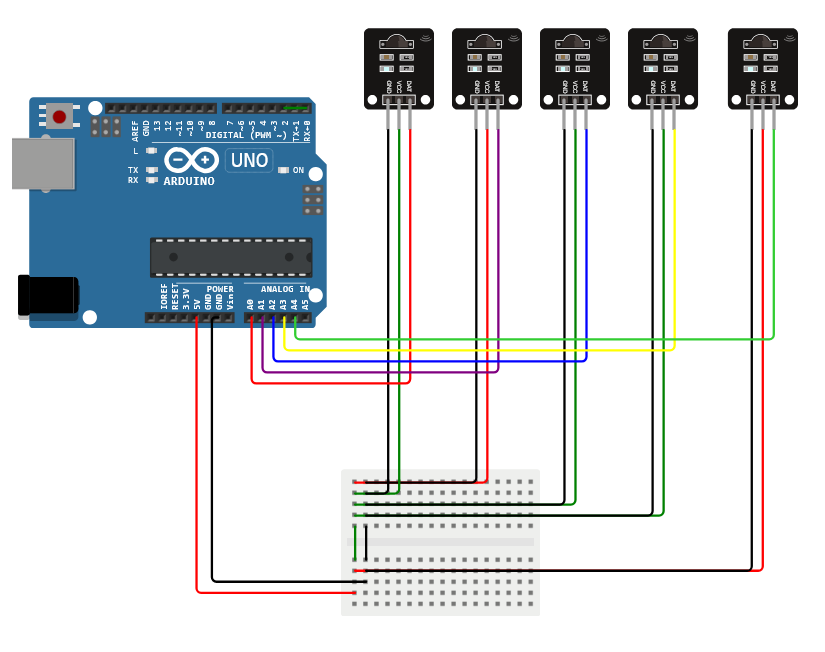 GND VCC DAT
GND VCC DAT
GND VCC DAT
GND VCC DAT
GND VCC DAT
AREF
GND
13
12
~11
~10
~9
8
7
~6
~5
4
~3
2
TX→1
RX←0
DIGITAL (PWM ~)
L
TX
RX
UNO
ON
ARDUINO
POWER
ANALOG IN
IOREF
RESET
3.3V
5V
GND
GND
Vin
A0
A1
A2
A3
A4
A5